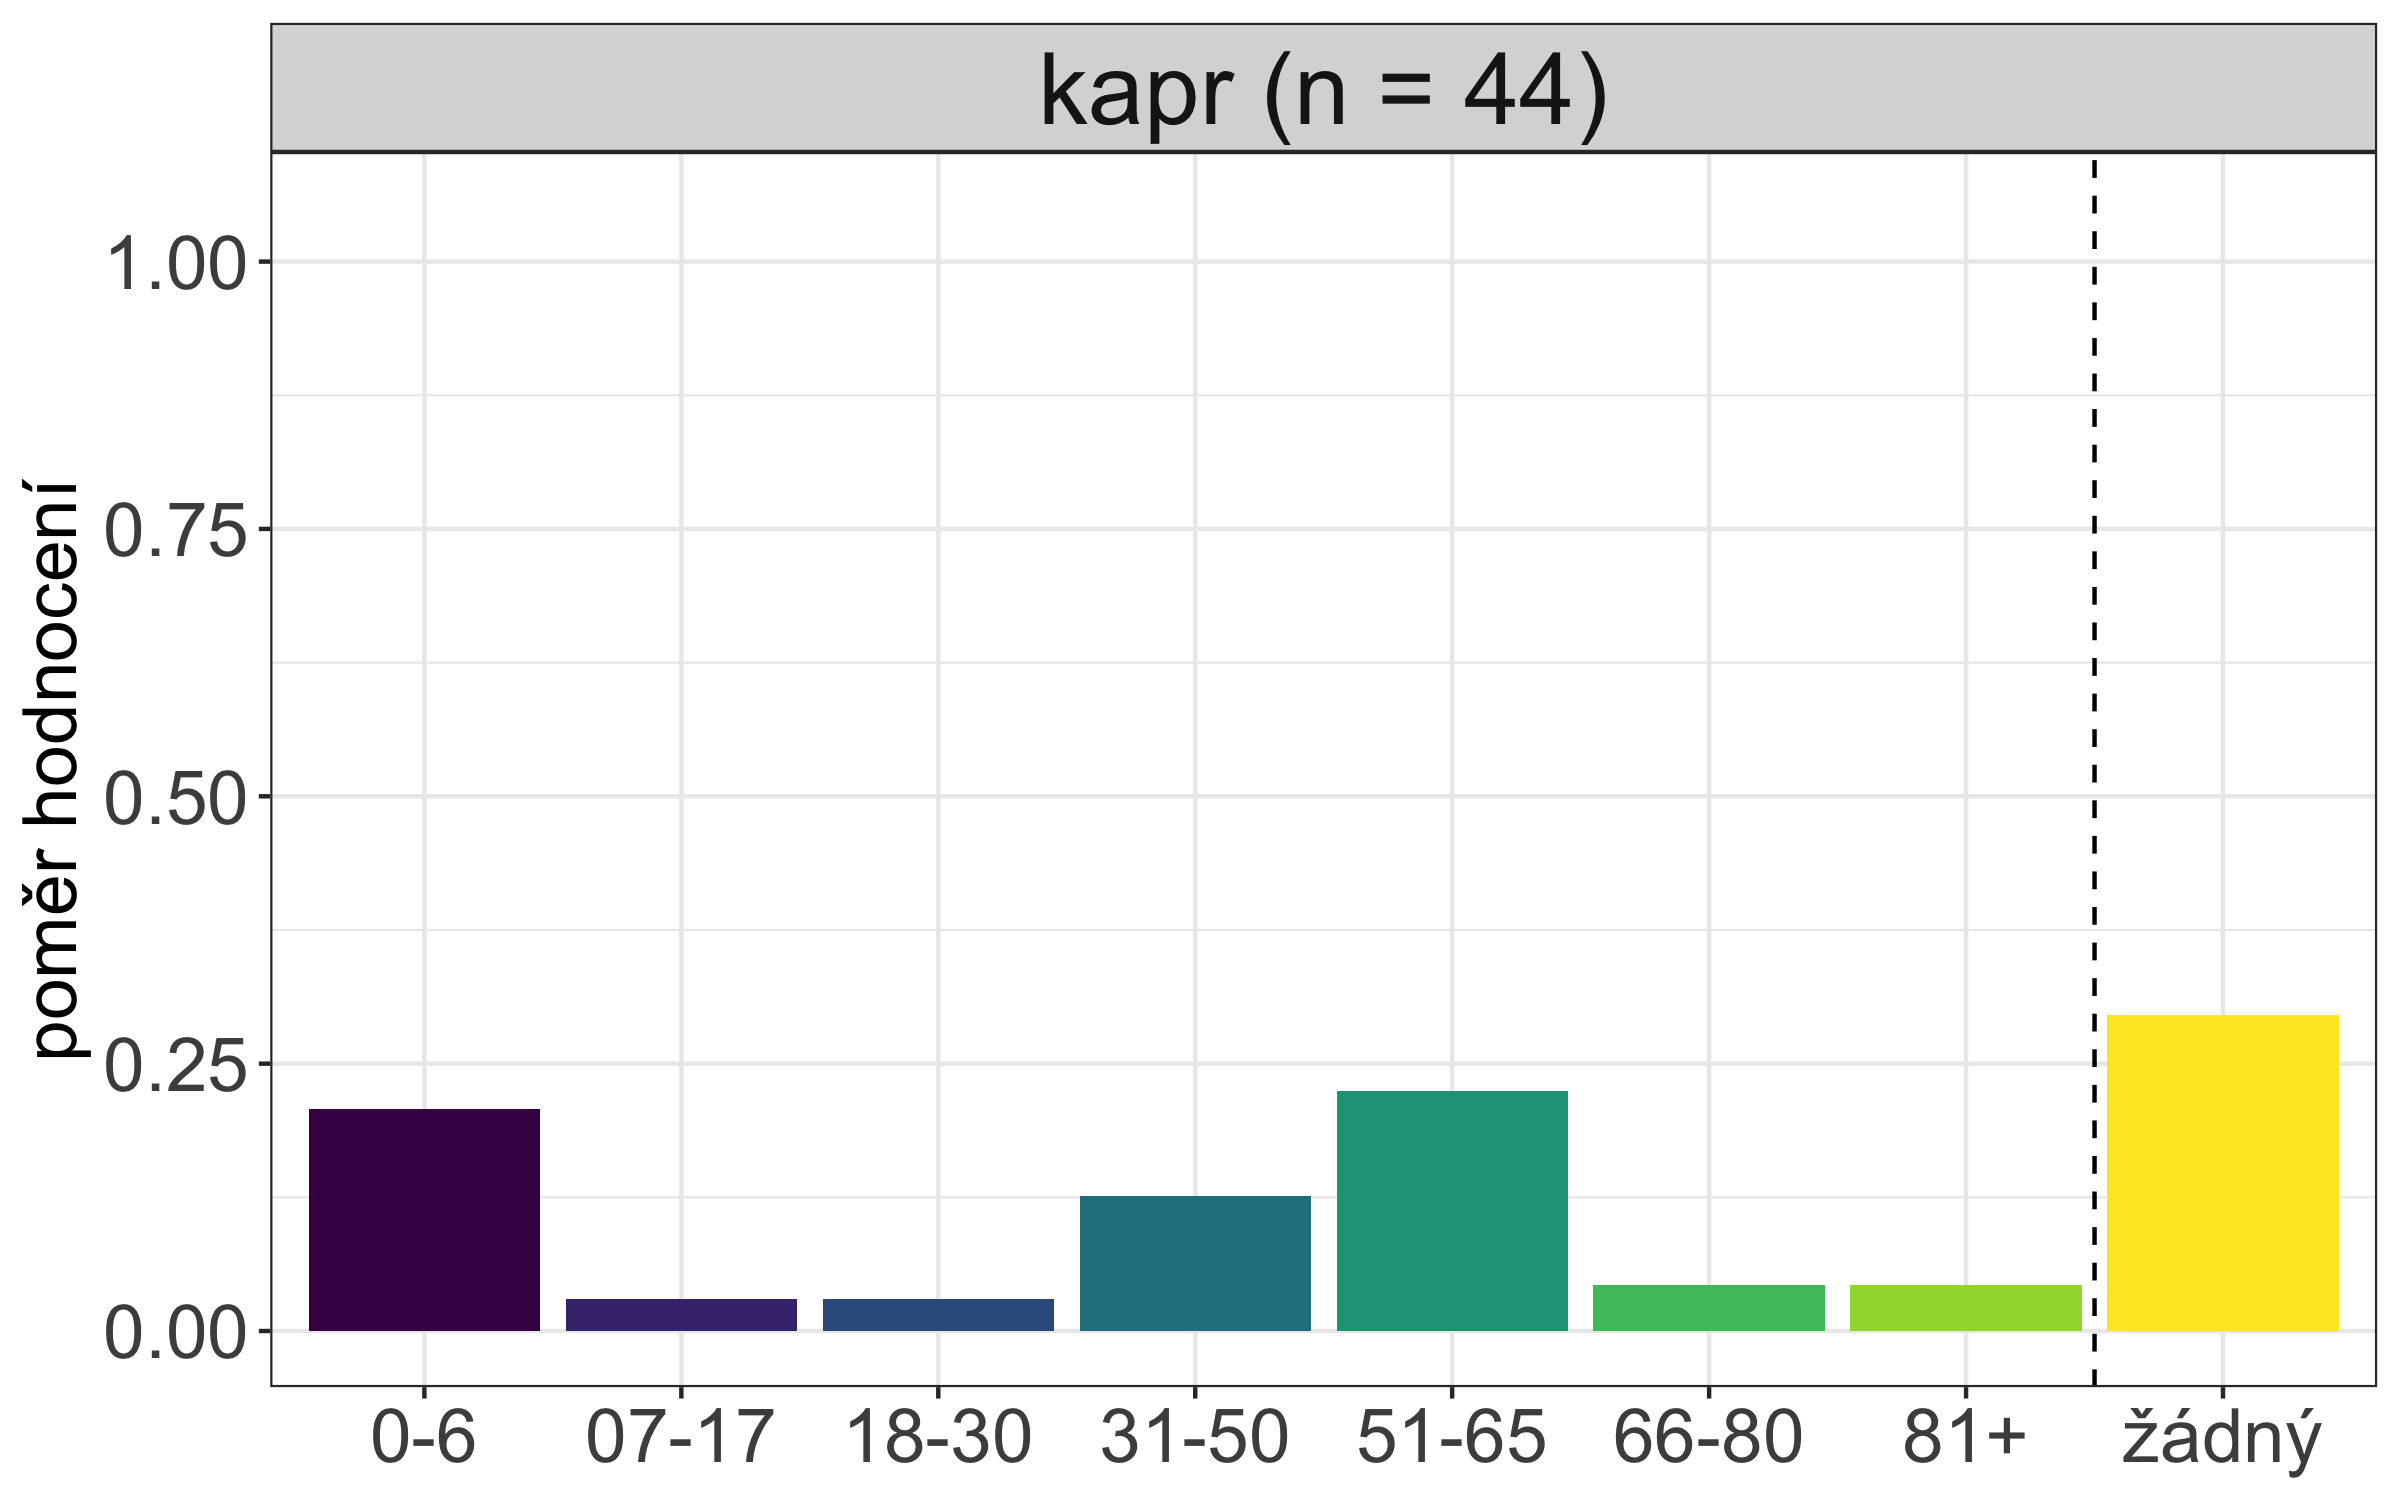 kapr (n = 44)
poměr hodnocení
1.00
0.75
0.50
0.25
0.00
0-6 07-17 18-30 31-50 51-65 66-80 81+ žádný